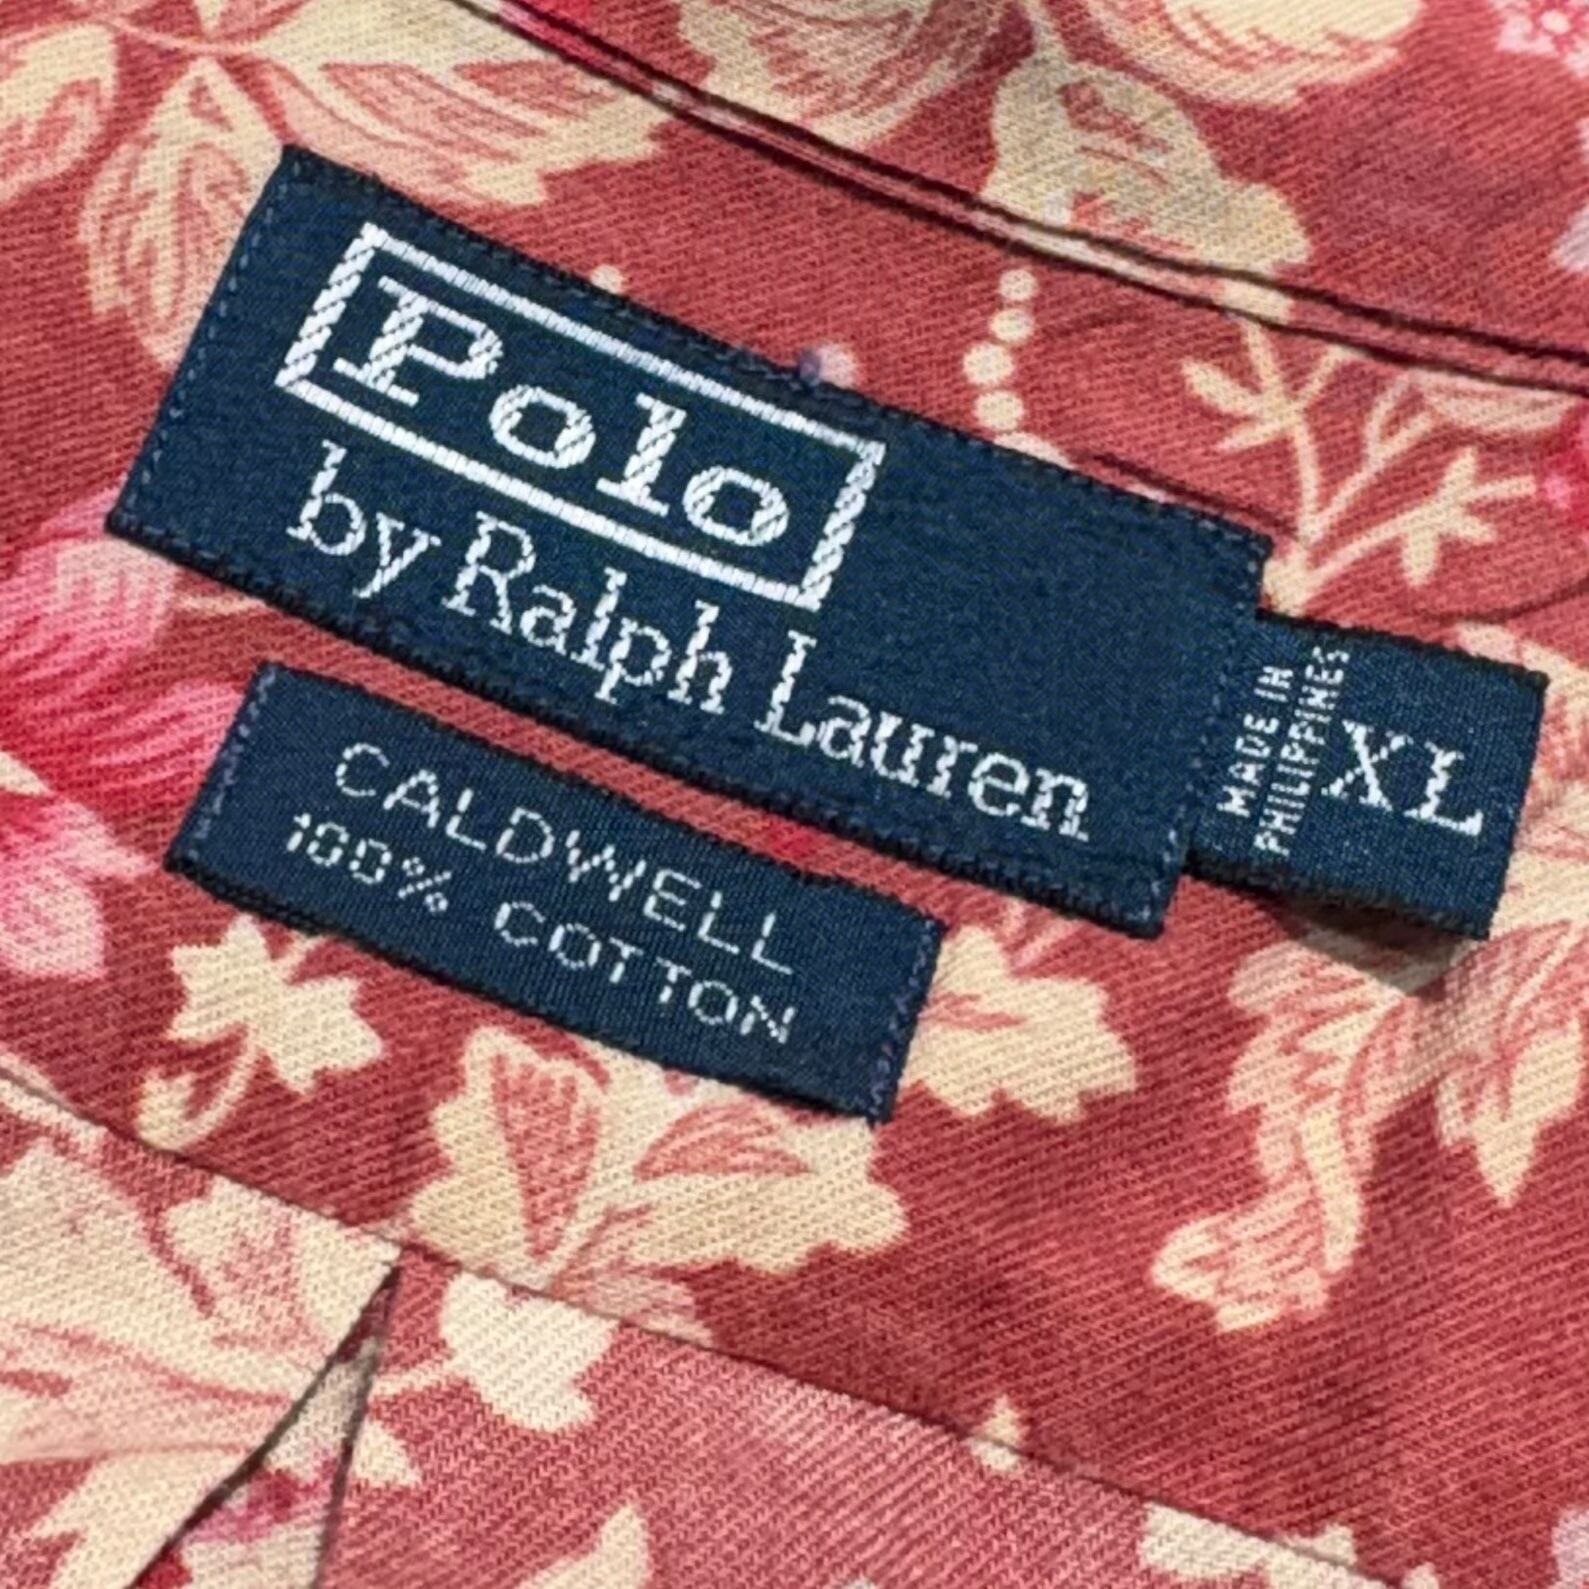 Polo
by Ralph Lauren
MADE IN
PHILIPPINES
XL
CALDWELL
100% COTTON